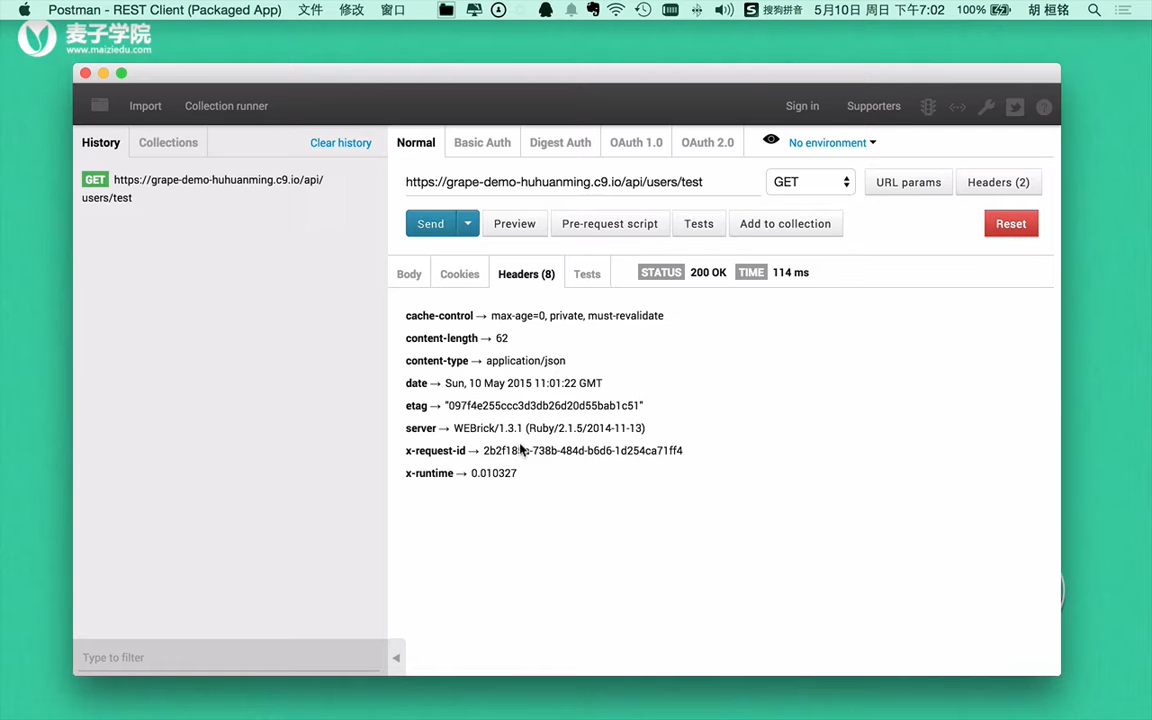 Postman - REST Client (Packaged App) 文件 修改 窗口 搜狗拼音 5月10日 周日 下午7:02 100% 胡 桓铭
麦子学院
www.maiziedu.com
Import Collection runner Sign in Supporters
History Collections Clear history Normal Basic Auth Digest Auth OAuth 1.0 OAuth 2.0 No environment
GET https://grape-demo-huhuanming.c9.io/api/
users/test
https://grape-demo-huhuanming.c9.io/api/users/test GET URL params Headers (2)
Send Preview Pre-request script Tests Add to collection Reset
Body Cookies Headers (8) Tests STATUS 200 OK TIME 114 ms
cache-control → max-age=0, private, must-revalidate
content-length → 62
content-type → application/json
date → Sun, 10 May 2015 11:01:22 GMT
etag → "097f4e255ccc3d3db26d20d55bab1c51"
server → WEBrick/1.3.1 (Ruby/2.1.5/2014-11-13)
x-request-id → -738b-484d-b6d6-1d254ca71ff4
x-runtime → 0.010327
Type to filter